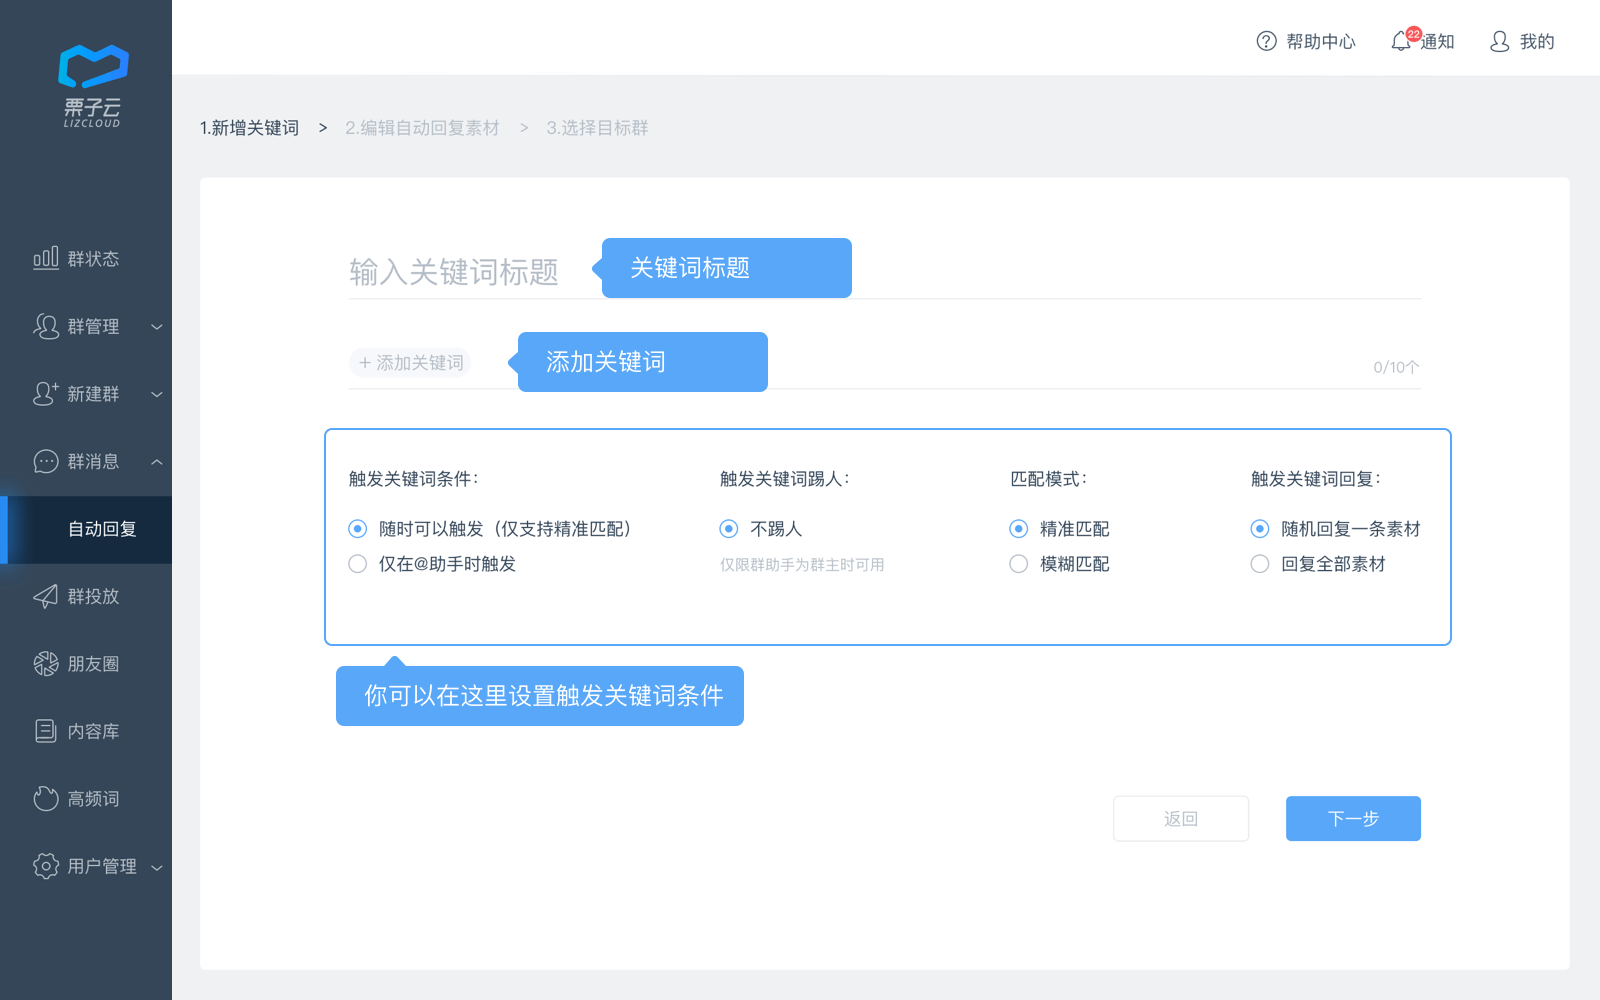 栗子云
LIZCLOUD
帮助中心
22
通知
我的
1.新增关键词 > 2.编辑自动回复素材 > 3.选择目标群
群状态
群管理
新建群
群消息
自动回复
群投放
朋友圈
内容库
高频词
用户管理
输入关键词标题
关键词标题
+ 添加关键词
添加关键词
0/10个
触发关键词条件：
随时可以触发（仅支持精准匹配）
仅在@助手时触发
触发关键词踢人：
不踢人
仅限群助手为群主时可用
匹配模式：
精准匹配
模糊匹配
触发关键词回复：
随机回复一条素材
回复全部素材
你可以在这里设置触发关键词条件
返回
下一步